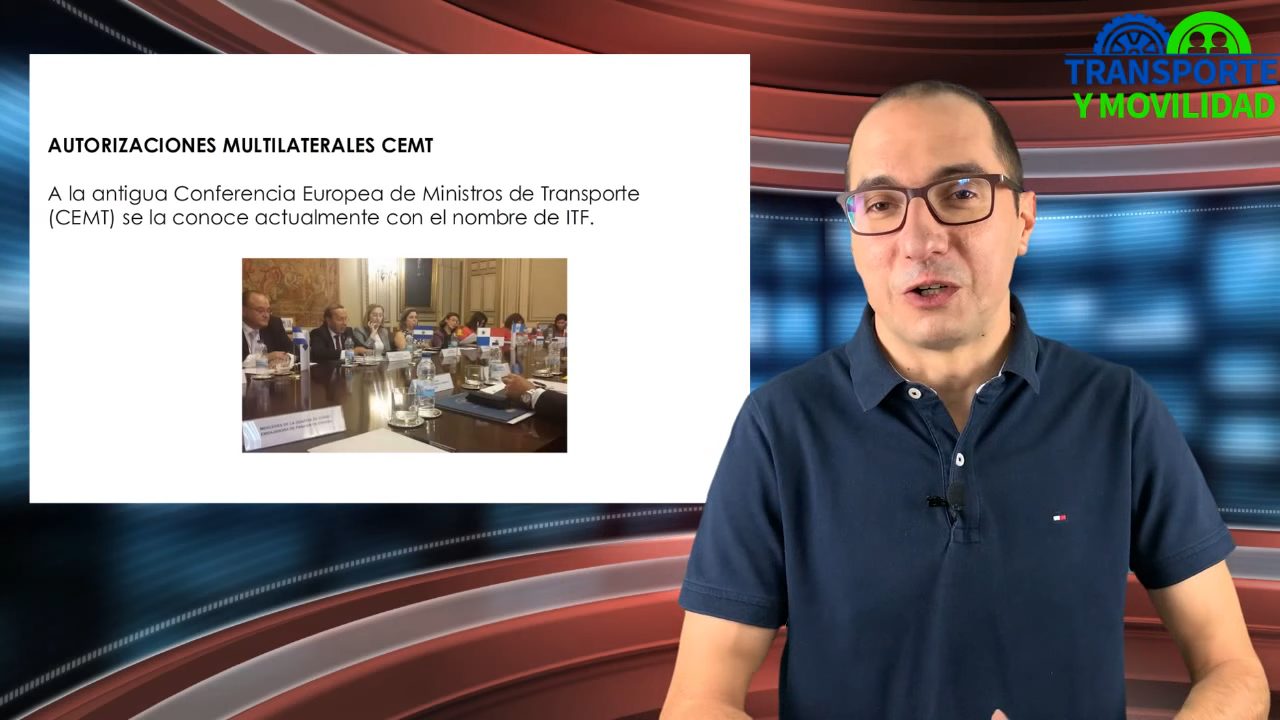 AUTORIZACIONES MULTILATERALES CEMT
A la antigua Conferencia Europea de Ministros de Transporte
(CEMT) se la conoce actualmente con el nombre de ITF.
TRANSPORTE
Y MOVILIDAD